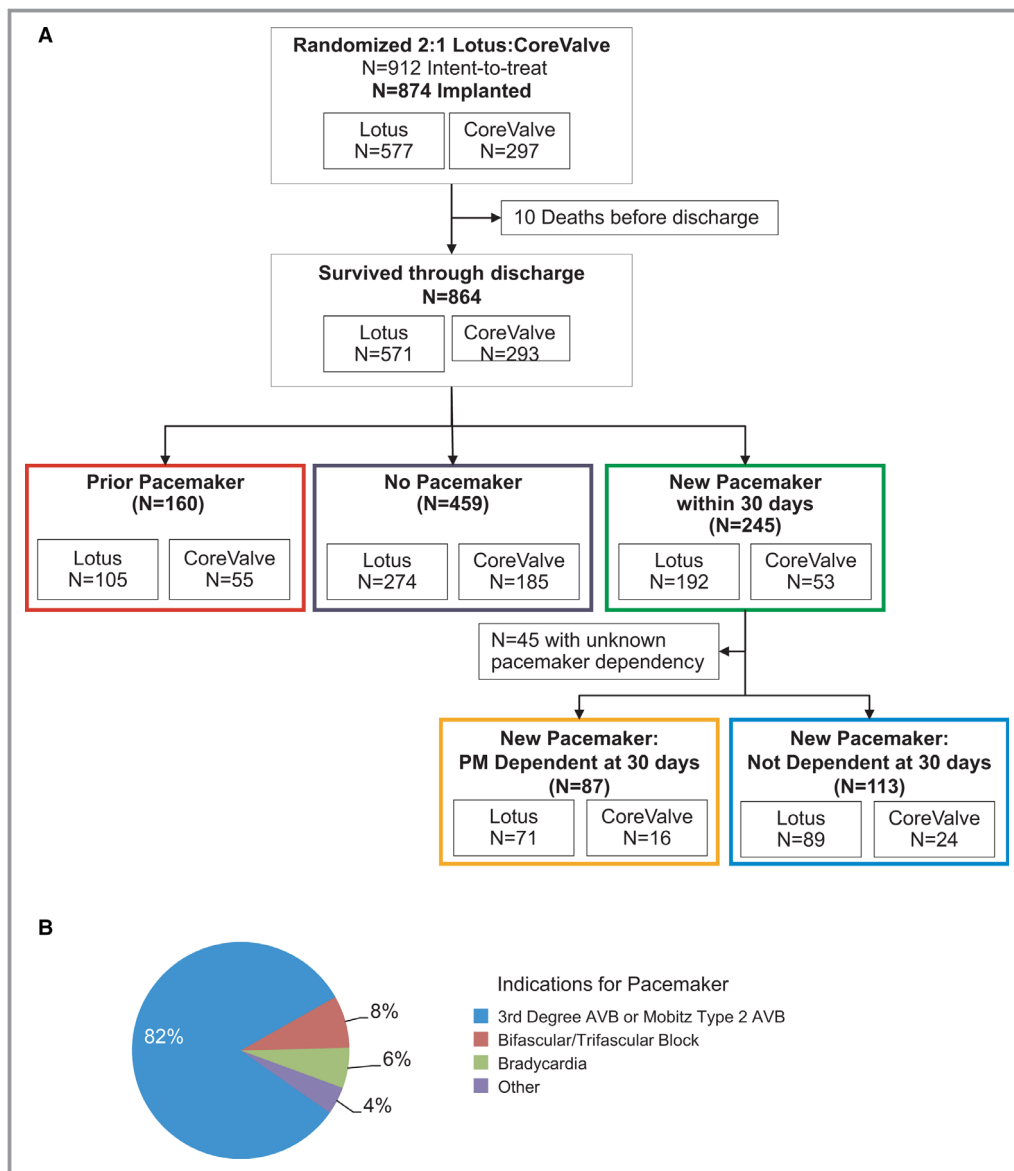 A
Randomized 2:1 Lotus:CoreValve
N=912 Intent-to-treat
N=874 Implanted
Lotus
N=577
CoreValve
N=297
10 Deaths before discharge
Survived through discharge
N=864
Lotus
N=571
CoreValve
N=293
Prior Pacemaker
(N=160)
Lotus
N=105
CoreValve
N=55
No Pacemaker
(N=459)
Lotus
N=274
CoreValve
N=185
New Pacemaker
within 30 days
(N=245)
Lotus
N=192
CoreValve
N=53
N=45 with unknown
pacemaker dependency
New Pacemaker:
PM Dependent at 30 days
(N=87)
Lotus
N=71
CoreValve
N=16
New Pacemaker:
Not Dependent at 30 days
(N=113)
Lotus
N=89
CoreValve
N=24
B
82%
8%
6%
4%
Indications for Pacemaker
3rd Degree AVB or Mobitz Type 2 AVB
Bifascular/Trifascular Block
Bradycardia
Other